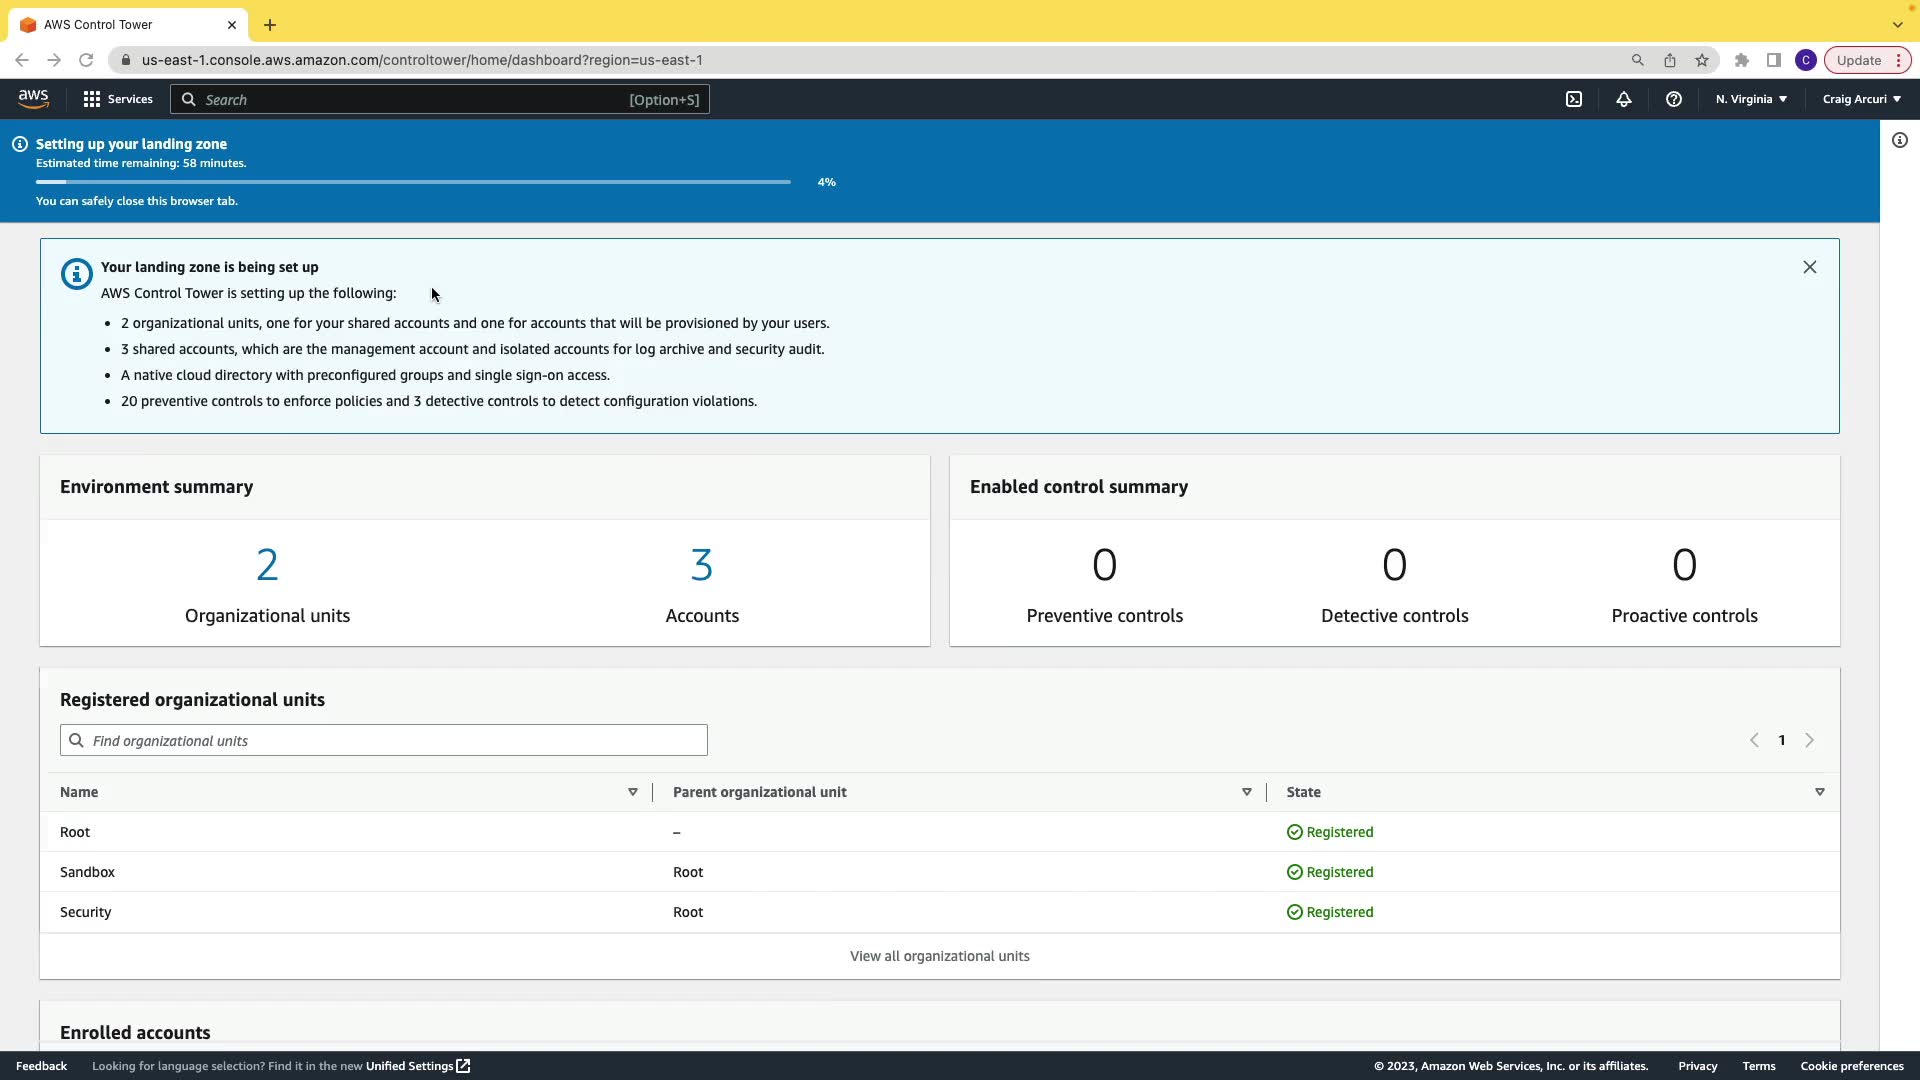 AWS Control Tower
us-east-1.console.aws.amazon.com/controltower/home/dashboard?region=us-east-1
C
Update
aws
Services
Search
[Option+S]
N. Virginia
Craig Arcuri
Setting up your landing zone
Estimated time remaining: 58 minutes.
4%
You can safely close this browser tab.
Your landing zone is being set up
AWS Control Tower is setting up the following:
• 2 organizational units, one for your shared accounts and one for accounts that will be provisioned by your users.
• 3 shared accounts, which are the management account and isolated accounts for log archive and security audit.
• A native cloud directory with preconfigured groups and single sign-on access.
• 20 preventive controls to enforce policies and 3 detective controls to detect configuration violations.
Environment summary
2
Organizational units
3
Accounts
Enabled control summary
0
Preventive controls
0
Detective controls
0
Proactive controls
Registered organizational units
Find organizational units
1
Name Parent organizational unit State
Root – Registered
Sandbox Root Registered
Security Root Registered
View all organizational units
Enrolled accounts
Feedback
Looking for language selection? Find it in the new Unified Settings
© 2023, Amazon Web Services, Inc. or its affiliates.
Privacy
Terms
Cookie preferences